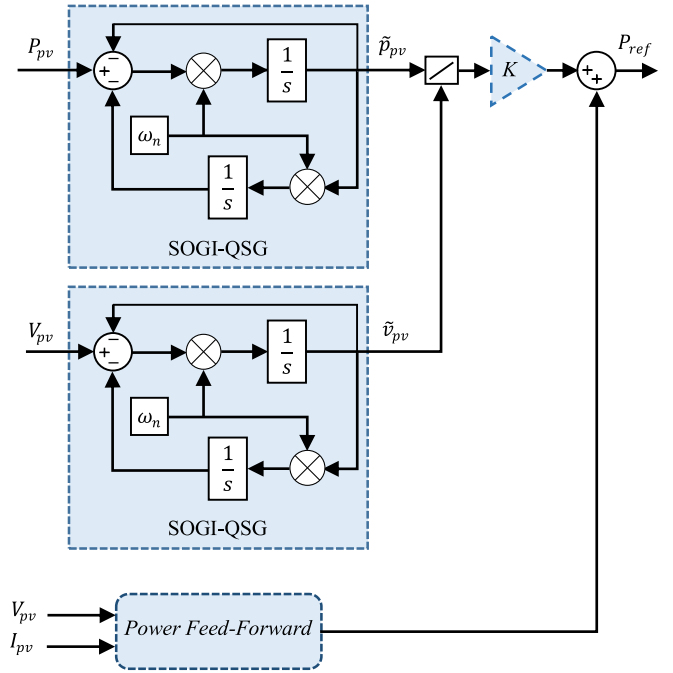 P_pv
− + −
1/s
p̃_pv
K
+ +
P_ref
ω_n
1/s
SOGI-QSG
V_pv
− + −
1/s
ṽ_pv
ω_n
1/s
SOGI-QSG
V_pv
I_pv
Power Feed-Forward